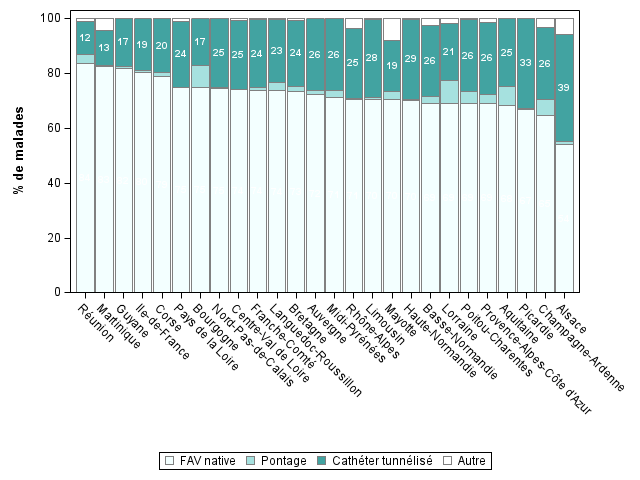 100
80
60
40
20
0
% de malades
12 13 17 19 20 24 17 25 25 24 23 24 26 26 25 28 19 29 26 21 26 26 25 33 26 39
Réunion
Martinique
Guyane
Ile-de-France
Corse
Pays de la Loire
Bourgogne
Nord-Pas-de-Calais
Centre-Val de Loire
Franche-Comté
Languedoc-Roussillon
Bretagne
Auvergne
Midi-Pyrénées
Rhône-Alpes
Limousin
Mayotte
Haute-Normandie
Basse-Normandie
Lorraine
Poitou-Charentes
Provence-Alpes-Côte d'Azur
Aquitaine
Picardie
Champagne-Ardenne
Alsace
FAV native Pontage Cathéter tunnélisé Autre